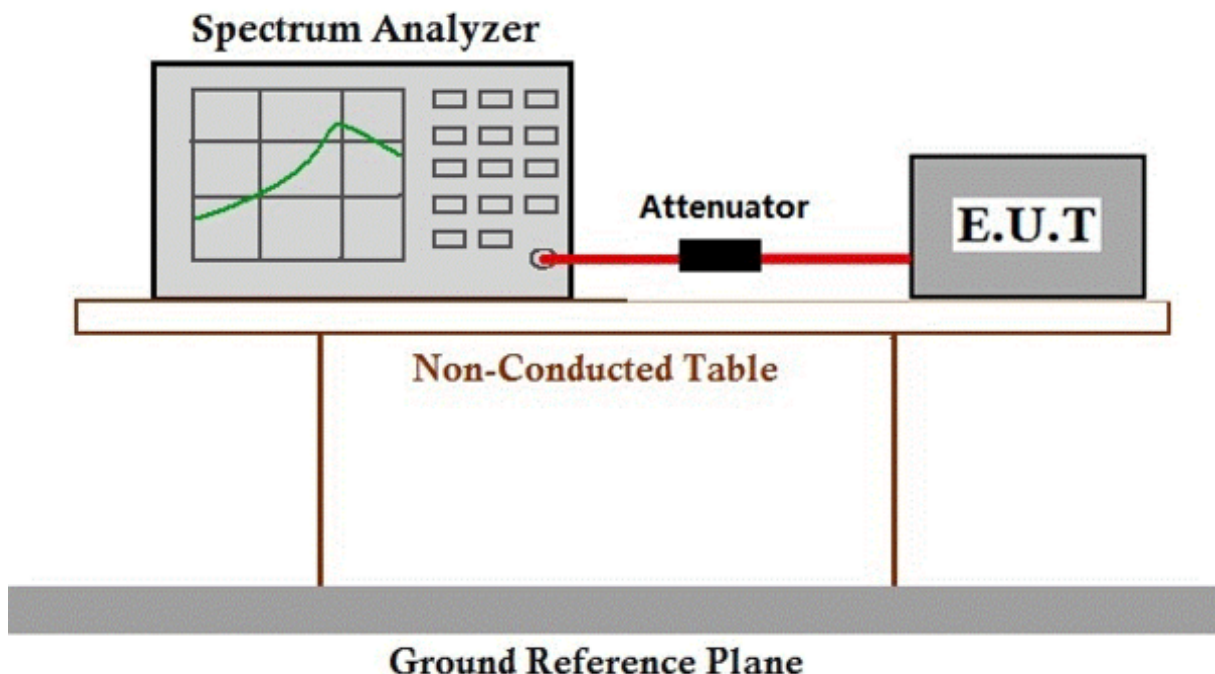 Spectrum Analyzer
Attenuator
E.U.T
Non-Conducted Table
Ground Reference Plane